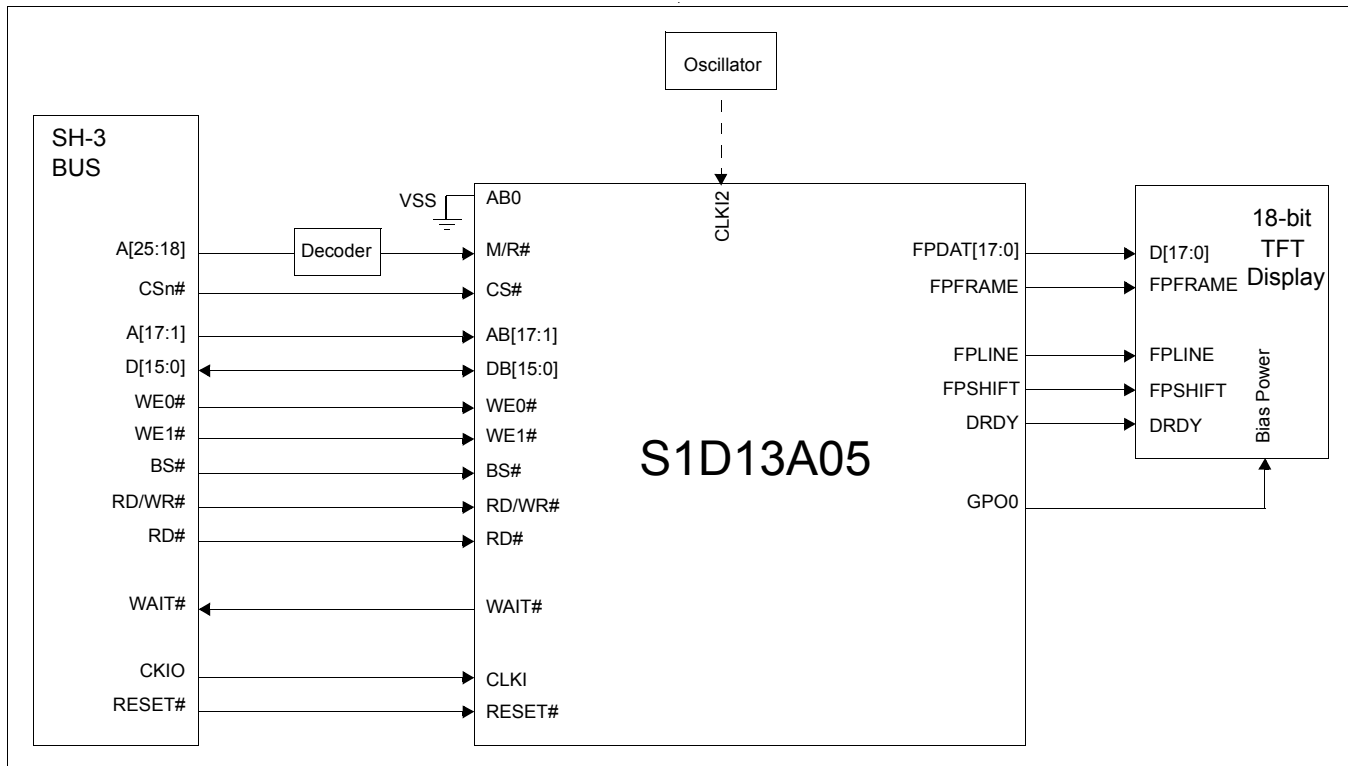 Oscillator
SH-3
BUS
VSS
AB0
CLKI2
18-bit
TFT
Display
A[25:18]
Decoder
M/R#
FPDAT[17:0]
D[17:0]
CSn#
CS#
FPFRAME
FPFRAME
A[17:1]
AB[17:1]
D[15:0]
DB[15:0]
FPLINE
FPLINE
WE0#
WE0#
FPSHIFT
FPSHIFT
WE1#
WE1#
DRDY
DRDY
Bias Power
BS#
BS#
S1D13A05
RD/WR#
RD/WR#
GPO0
RD#
RD#
WAIT#
WAIT#
CKIO
CLKI
RESET#
RESET#